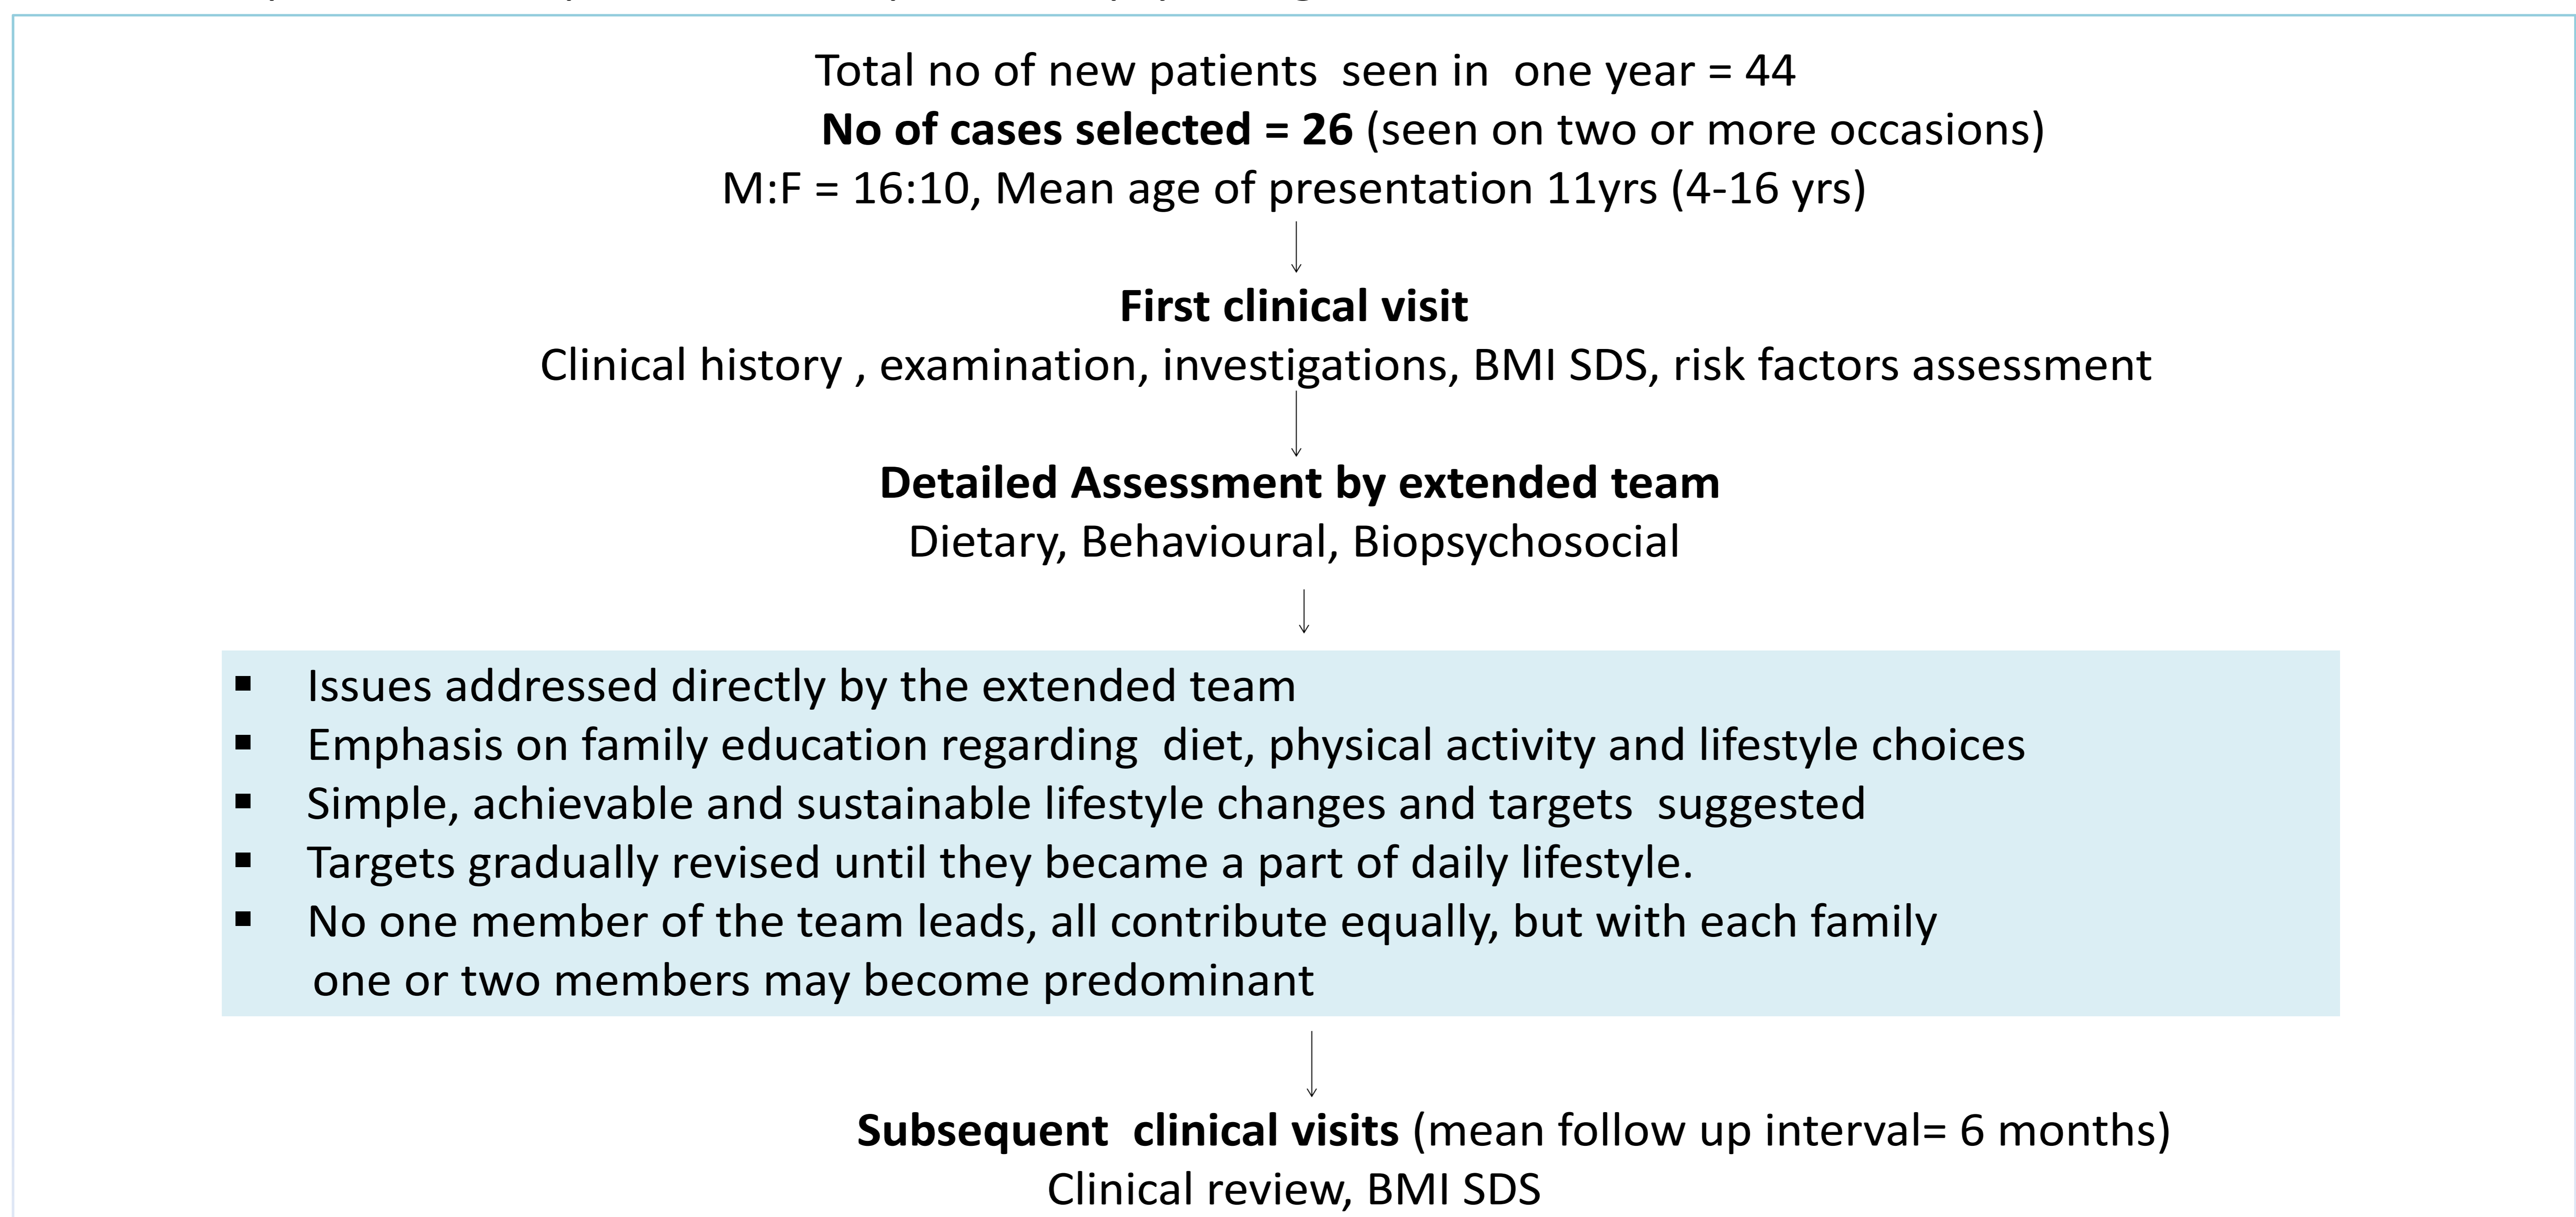 Total no of new patients seen in one year = 44
No of cases selected = 26 (seen on two or more occasions)
M:F = 16:10, Mean age of presentation 11yrs (4-16 yrs)
First clinical visit
Clinical history , examination, investigations, BMI SDS, risk factors assessment
Detailed Assessment by extended team
Dietary, Behavioural, Biopsychosocial
▪ Issues addressed directly by the extended team
▪ Emphasis on family education regarding diet, physical activity and lifestyle choices
▪ Simple, achievable and sustainable lifestyle changes and targets suggested
▪ Targets gradually revised until they became a part of daily lifestyle.
▪ No one member of the team leads, all contribute equally, but with each family
one or two members may become predominant
Subsequent clinical visits (mean follow up interval= 6 months)
Clinical review, BMI SDS